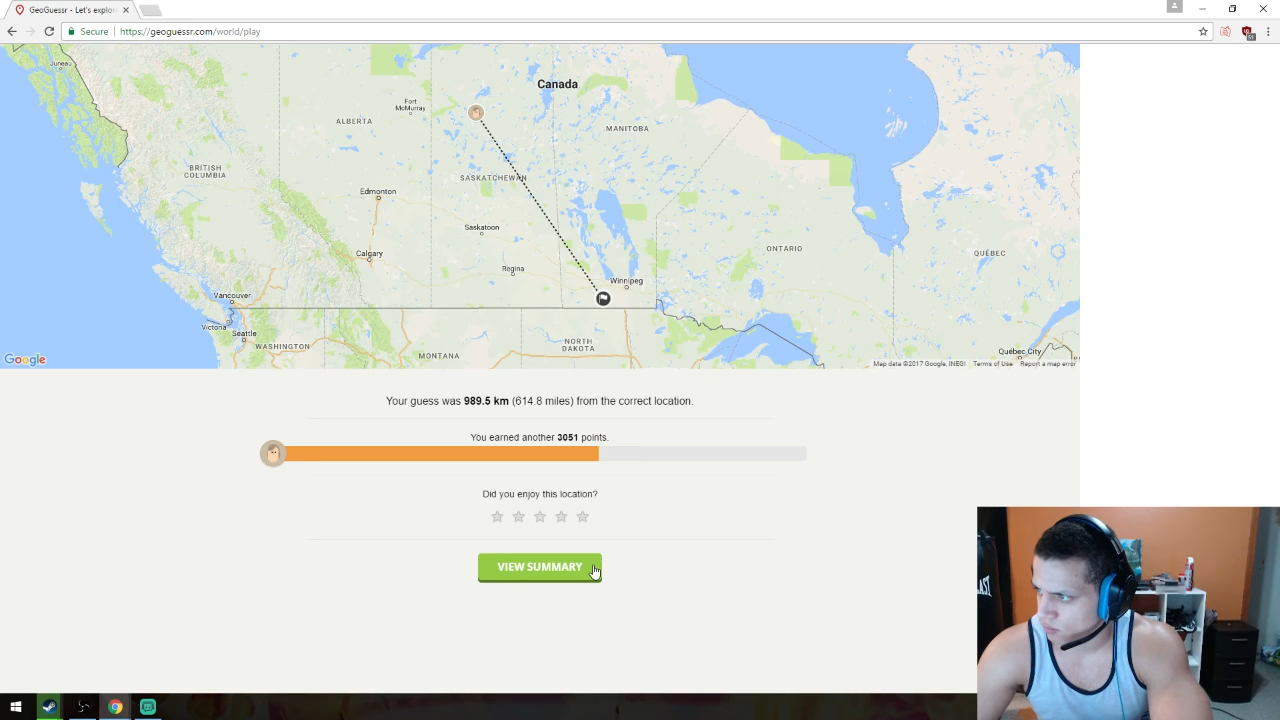 GeoGuessr - Let's explor
Secure https://geoguessr.com/world/play
51
Juneau
Canada
Fort
McMurray
ALBERTA
MANITOBA
BRITISH
COLUMBIA
SASKATCHEWAN
Edmonton
Saskatoon
ONTARIO
QUÉBEC
Calgary
Regina
Winnipeg
Vancouver
Victoria
Seattle
WASHINGTON
MONTANA
NORTH
DAKOTA
Québec City
Google
Map data ©2017 Google, INEGI Terms of Use Report a map error
Your guess was 989.5 km (614.8 miles) from the correct location.
You earned another 3051 points.
Did you enjoy this location?
VIEW SUMMARY